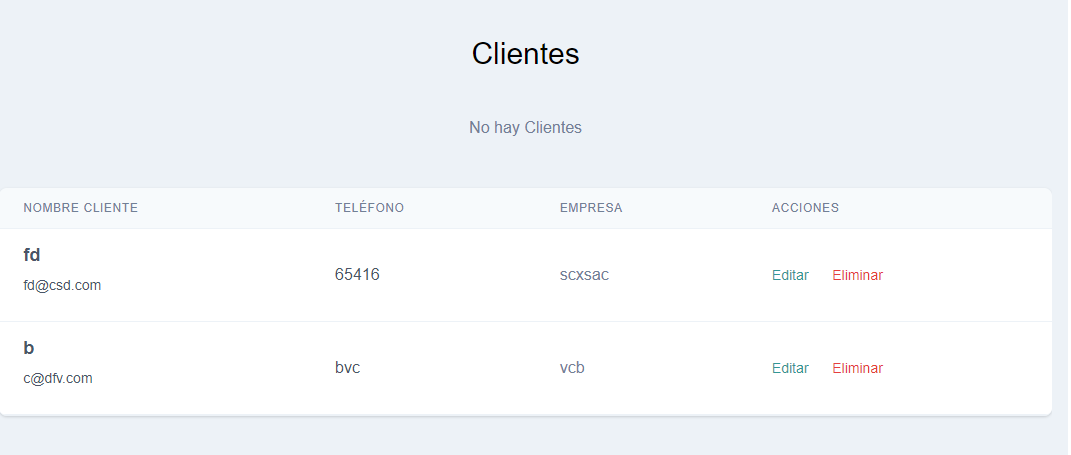 Clientes
No hay Clientes
NOMBRE CLIENTE TELÉFONO EMPRESA ACCIONES
fd
fd@csd.com
65416 scxsac Editar Eliminar
b
c@dfv.com
bvc vcb Editar Eliminar